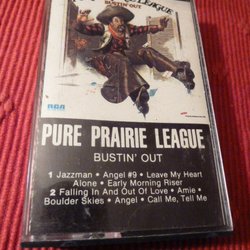 PURE PRAIRIE LEAGUE
BUSTIN' OUT
RCA
PURE PRAIRIE LEAGUE
BUSTIN' OUT
1 Jazzman • Angel #9 • Leave My Heart
Alone • Early Morning Riser
2 Falling In And Out Of Love • Amie •
Boulder Skies • Angel • Call Me, Tell Me